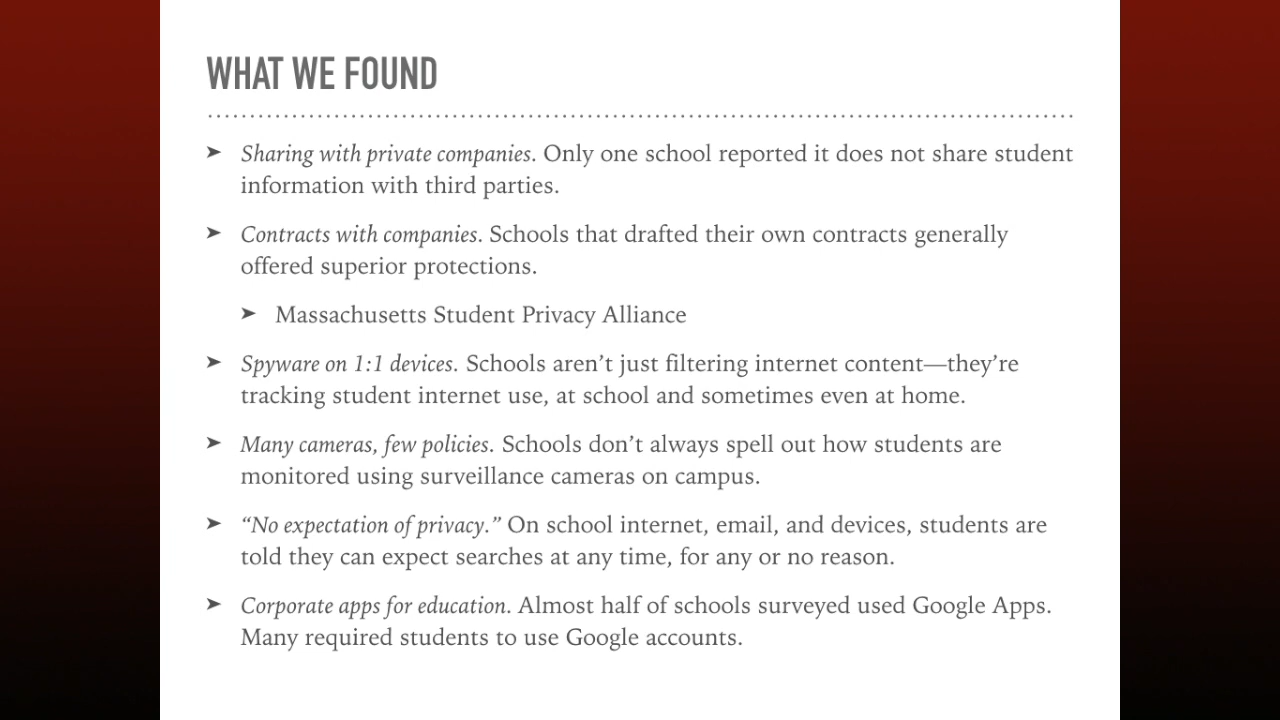 WHAT WE FOUND
➤ Sharing with private companies. Only one school reported it does not share student
information with third parties.
➤ Contracts with companies. Schools that drafted their own contracts generally
offered superior protections.
➤ Massachusetts Student Privacy Alliance
➤ Spyware on 1:1 devices. Schools aren’t just filtering internet content—they’re
tracking student internet use, at school and sometimes even at home.
➤ Many cameras, few policies. Schools don’t always spell out how students are
monitored using surveillance cameras on campus.
➤ “No expectation of privacy.” On school internet, email, and devices, students are
told they can expect searches at any time, for any or no reason.
➤ Corporate apps for education. Almost half of schools surveyed used Google Apps.
Many required students to use Google accounts.